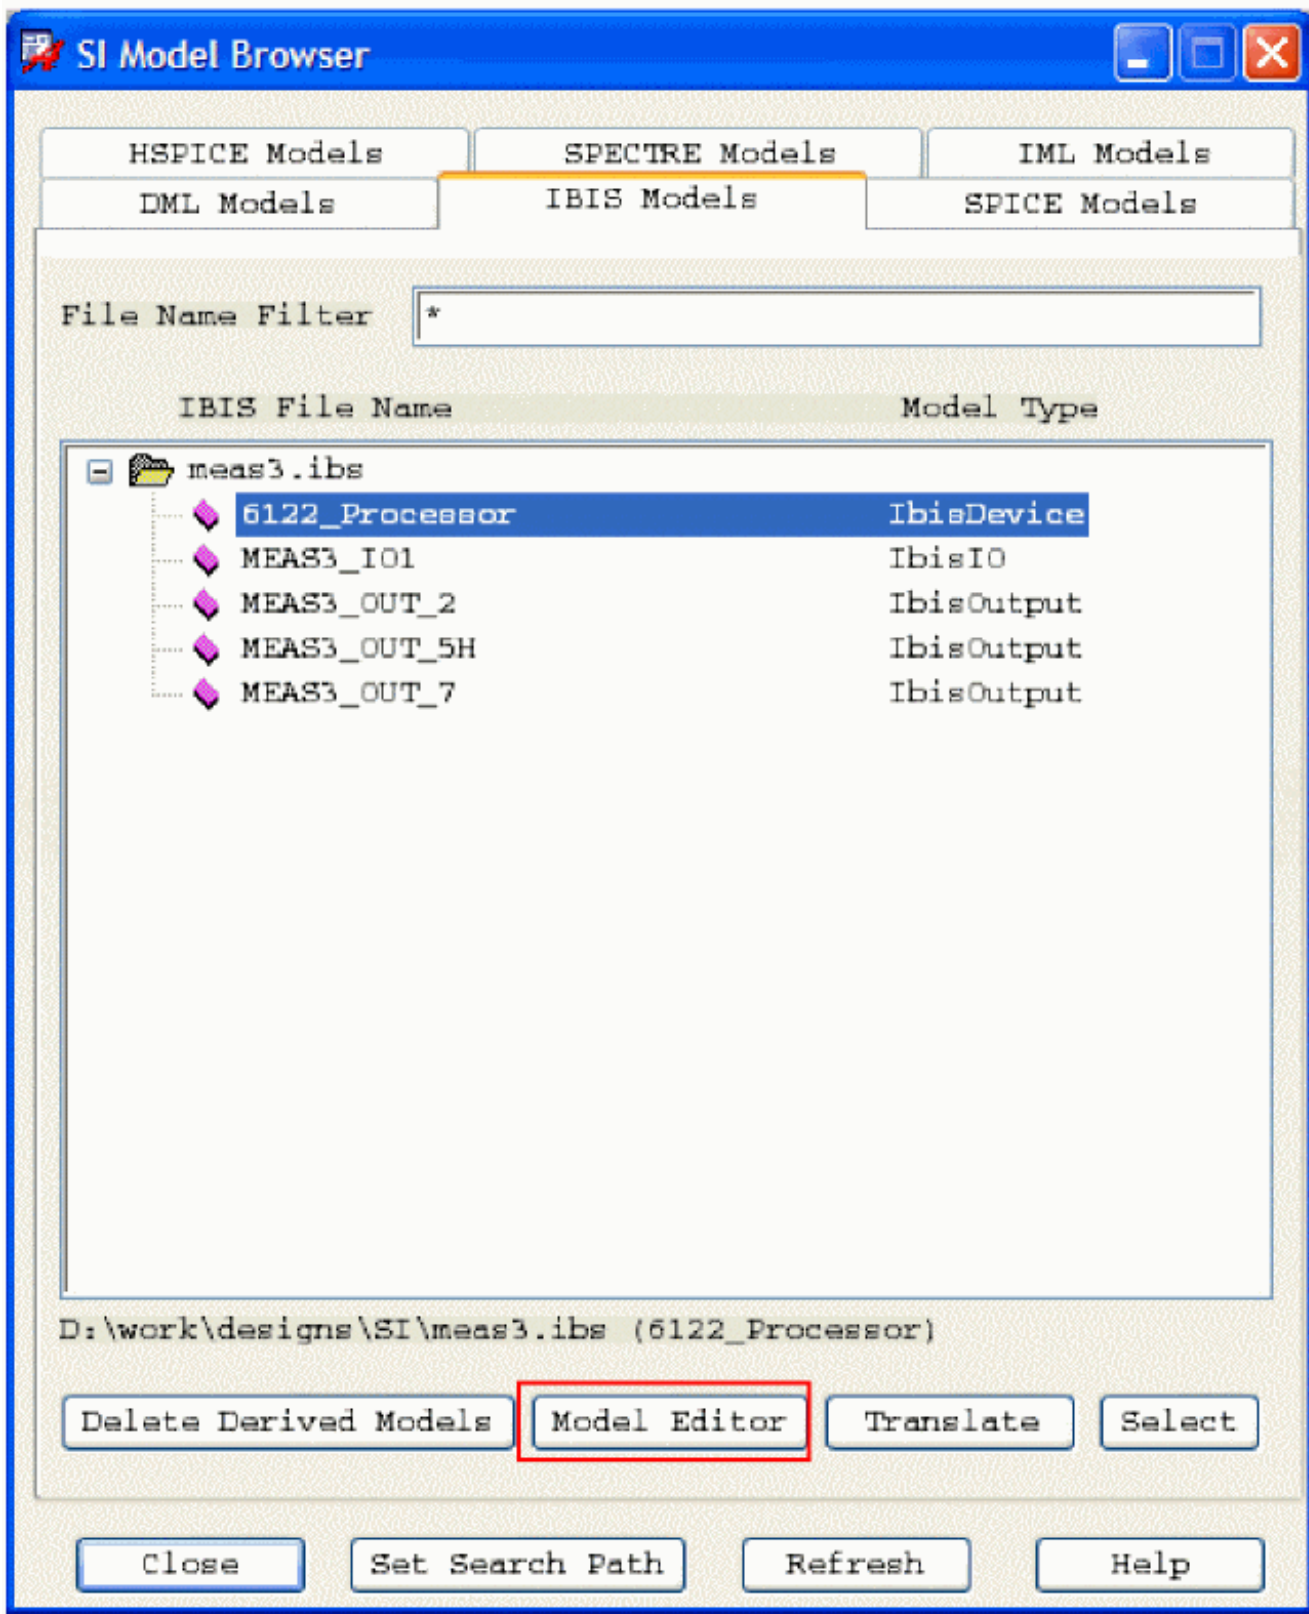 SI Model Browser
HSPICE Models SPECTRE Models IML Models
DML Models IBIS Models SPICE Models
File Name Filter *
IBIS File Name Model Type
meas3.ibs
6122_Processor IbisDevice
MEAS3_IO1 IbisIO
MEAS3_OUT_2 IbisOutput
MEAS3_OUT_5H IbisOutput
MEAS3_OUT_7 IbisOutput
D:\work\designs\SI\meas3.ibs (6122_Processor)
Delete Derived Models Model Editor Translate Select
Close Set Search Path Refresh Help